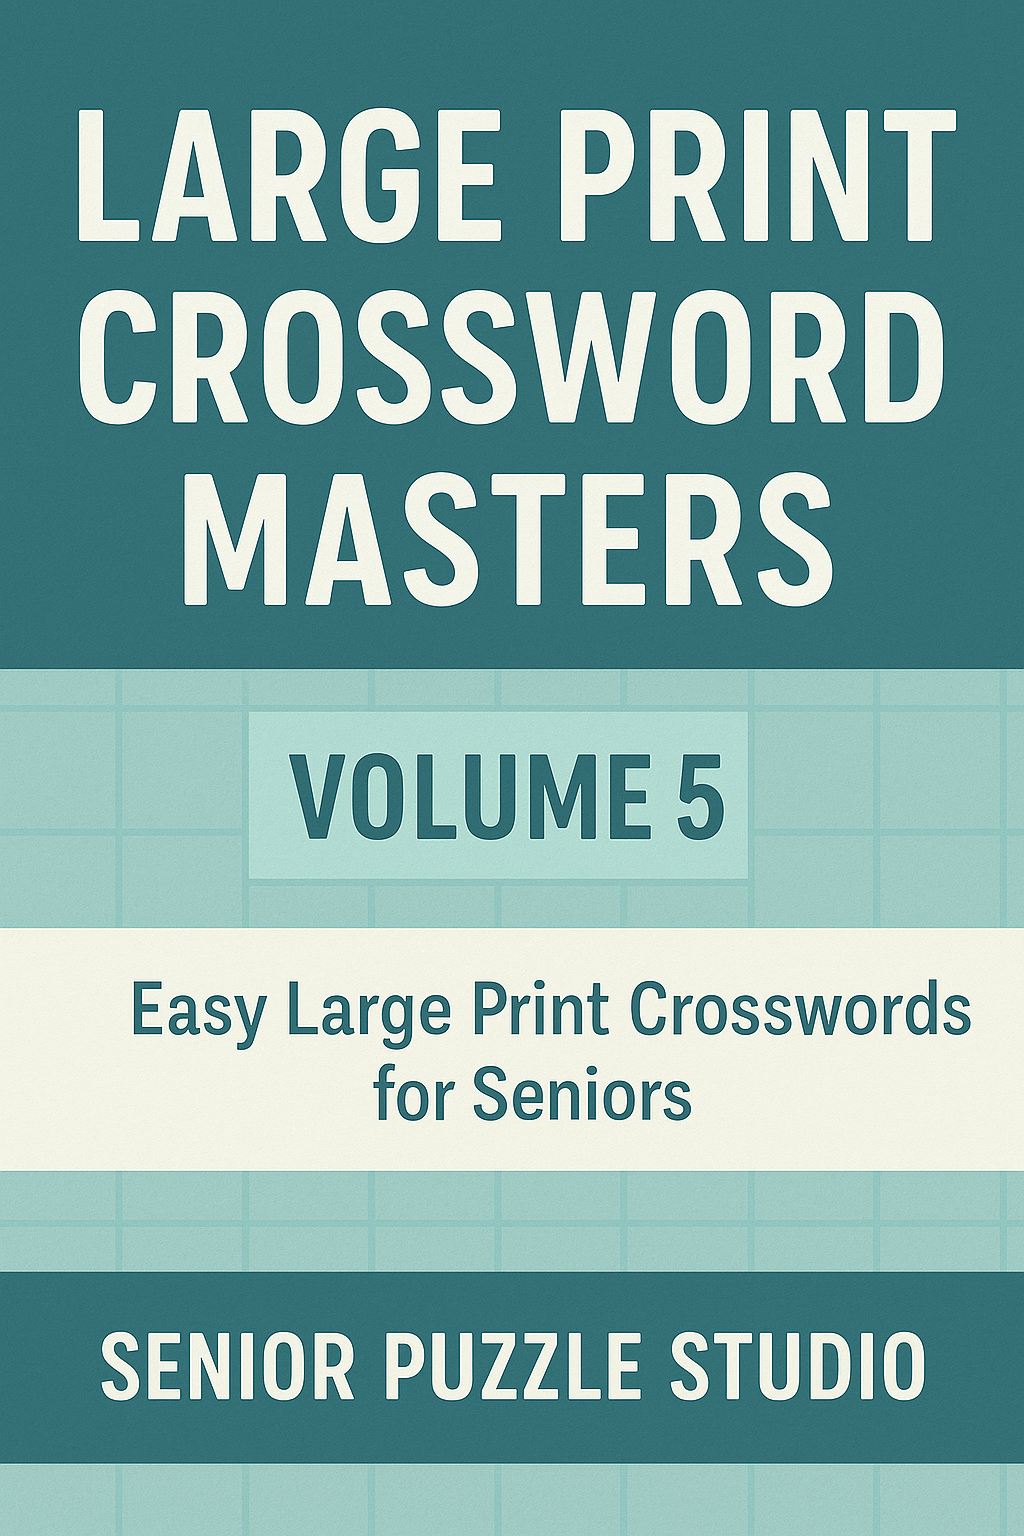 LARGE PRINT
CROSSWORD
MASTERS
VOLUME 5
Easy Large Print Crosswords
for Seniors
SENIOR PUZZLE STUDIO